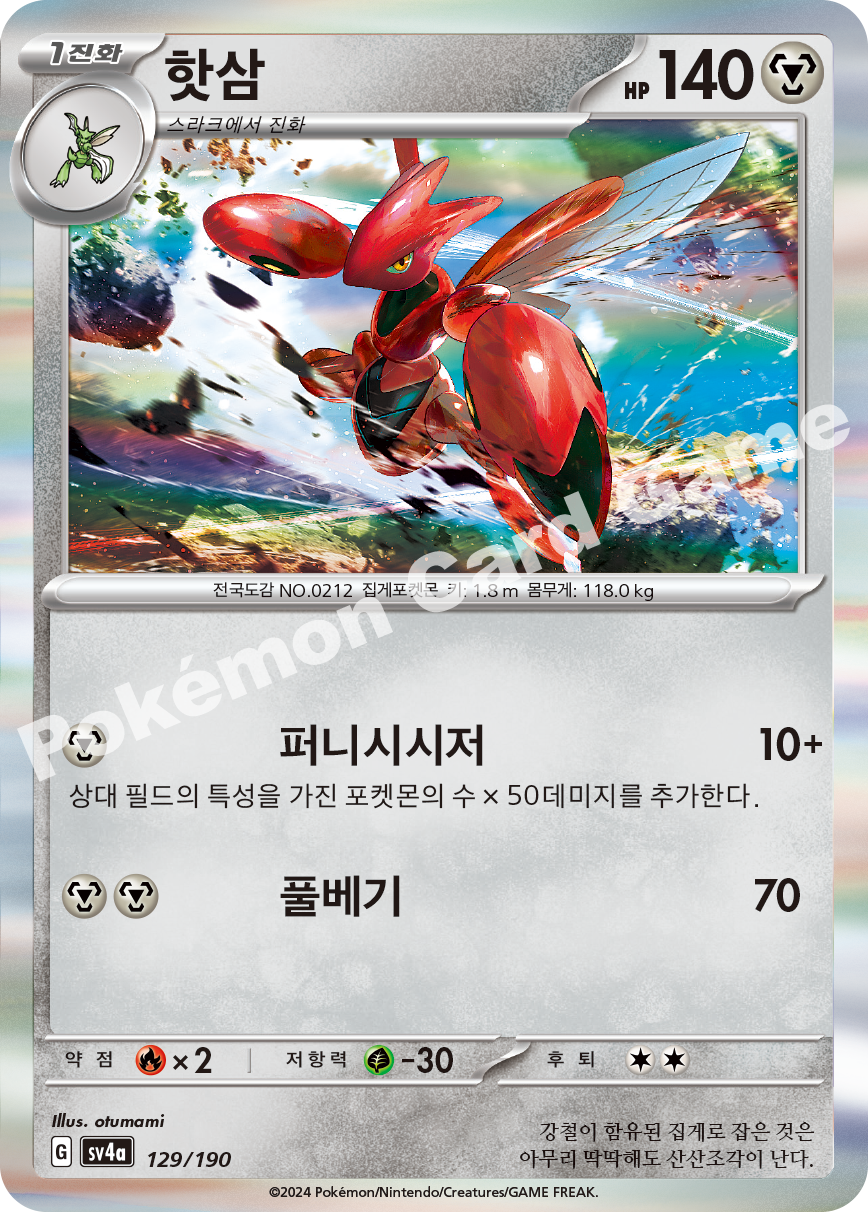 1진화
핫삼
HP 140
스라크에서 진화
전국도감 NO.0212 집게포켓몬 키: 1.8 m 몸무게: 118.0 kg
Pokémon Card Game
퍼니시시저 10+
상대 필드의 특성을 가진 포켓몬의 수 × 50데미지를 추가한다.
풀베기 70
약점 ×2 저항력 -30 후퇴
Illus. otumami
강철이 함유된 집게로 잡은 것은
G sv4a 129/190
아무리 딱딱해도 산산조각이 난다.
©2024 Pokémon/Nintendo/Creatures/GAME FREAK.